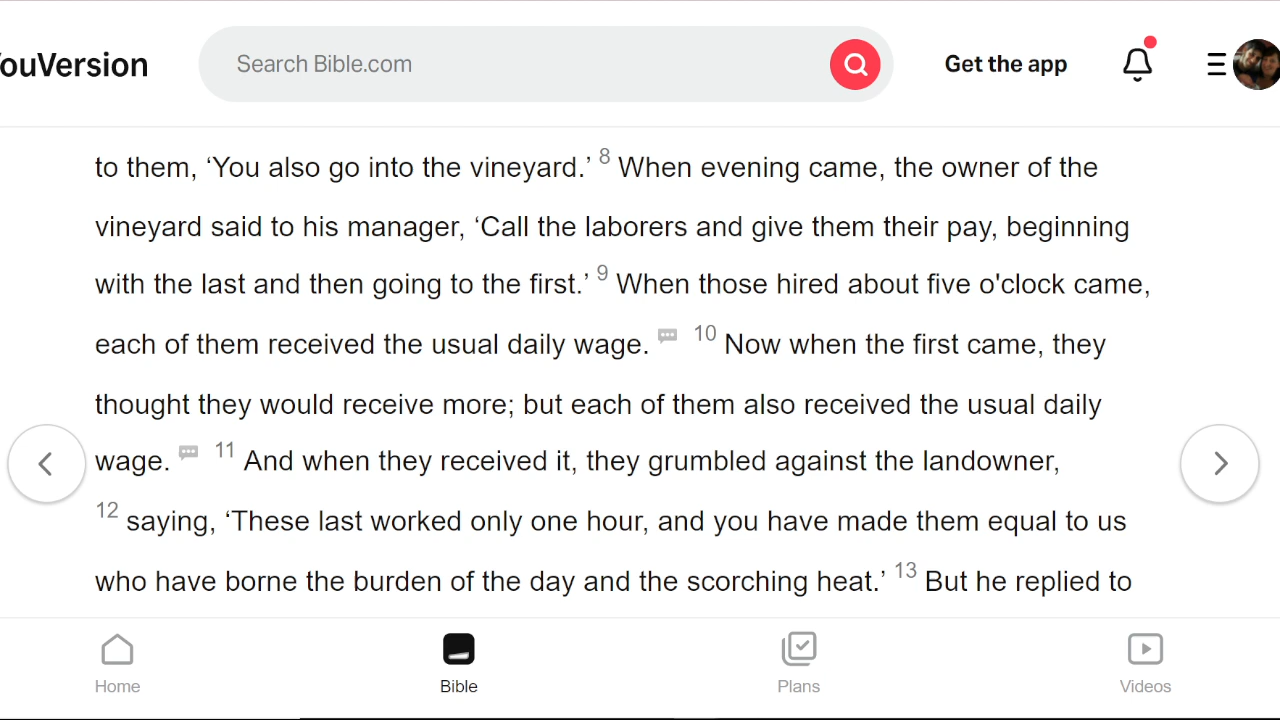 ouVersion
Search Bible.com
Get the app
to them, ‘You also go into the vineyard.’ 8 When evening came, the owner of the
vineyard said to his manager, ‘Call the laborers and give them their pay, beginning
with the last and then going to the first.’ 9 When those hired about five o'clock came,
each of them received the usual daily wage. 10 Now when the first came, they
thought they would receive more; but each of them also received the usual daily
wage. 11 And when they received it, they grumbled against the landowner,
12 saying, ‘These last worked only one hour, and you have made them equal to us
who have borne the burden of the day and the scorching heat.’ 13 But he replied to
Home
Bible
Plans
Videos